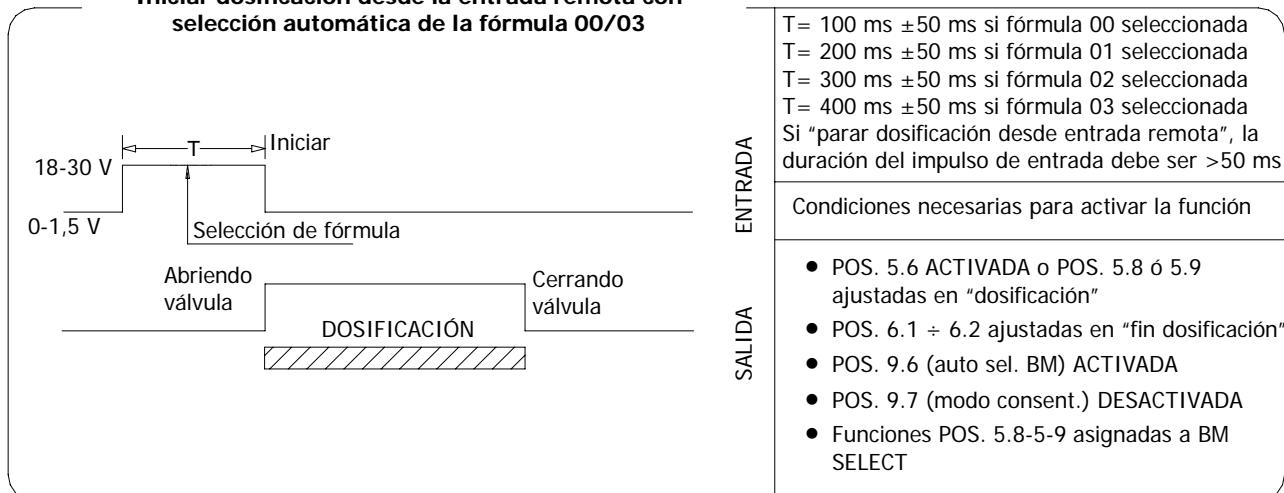 Iniciar dosificación desde la entrada remota con
selección automática de la fórmula 00/03
T
Iniciar
18-30 V
0-1,5 V
Selección de fórmula
Abriendo
válvula
Cerrando
válvula
DOSIFICACIÓN
ENTRADA
SALIDA
T= 100 ms ±50 ms si fórmula 00 seleccionada
T= 200 ms ±50 ms si fórmula 01 seleccionada
T= 300 ms ±50 ms si fórmula 02 seleccionada
T= 400 ms ±50 ms si fórmula 03 seleccionada
Si “parar dosificación desde entrada remota”, la
duración del impulso de entrada debe ser >50 ms
Condiciones necesarias para activar la función
• POS. 5.6 ACTIVADA o POS. 5.8 ó 5.9
ajustadas en “dosificación”
• POS. 6.1 ÷ 6.2 ajustadas en “fin dosificación”
• POS. 9.6 (auto sel. BM) ACTIVADA
• POS. 9.7 (modo consent.) DESACTIVADA
• Funciones POS. 5.8-5-9 asignadas a BM
SELECT